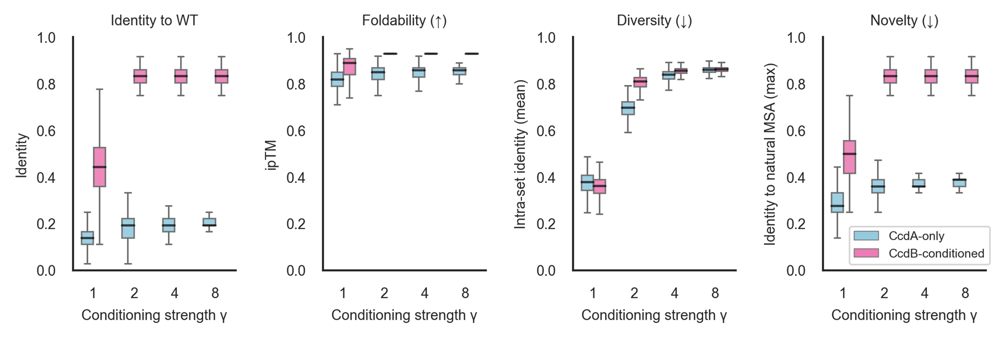 Identity to WT
Identity
1.0
0.8
0.6
0.4
0.2
0.0
1 2 4 8
Conditioning strength γ
Foldability (↑)
ipTM
1.0
0.8
0.6
0.4
0.2
0.0
1 2 4 8
Conditioning strength γ
Diversity (↓)
Intra-set identity (mean)
1.0
0.8
0.6
0.4
0.2
0.0
1 2 4 8
Conditioning strength γ
Novelty (↓)
Identity to natural MSA (max)
1.0
0.8
0.6
0.4
0.2
0.0
CcdA-only
CcdB-conditioned
1 2 4 8
Conditioning strength γ